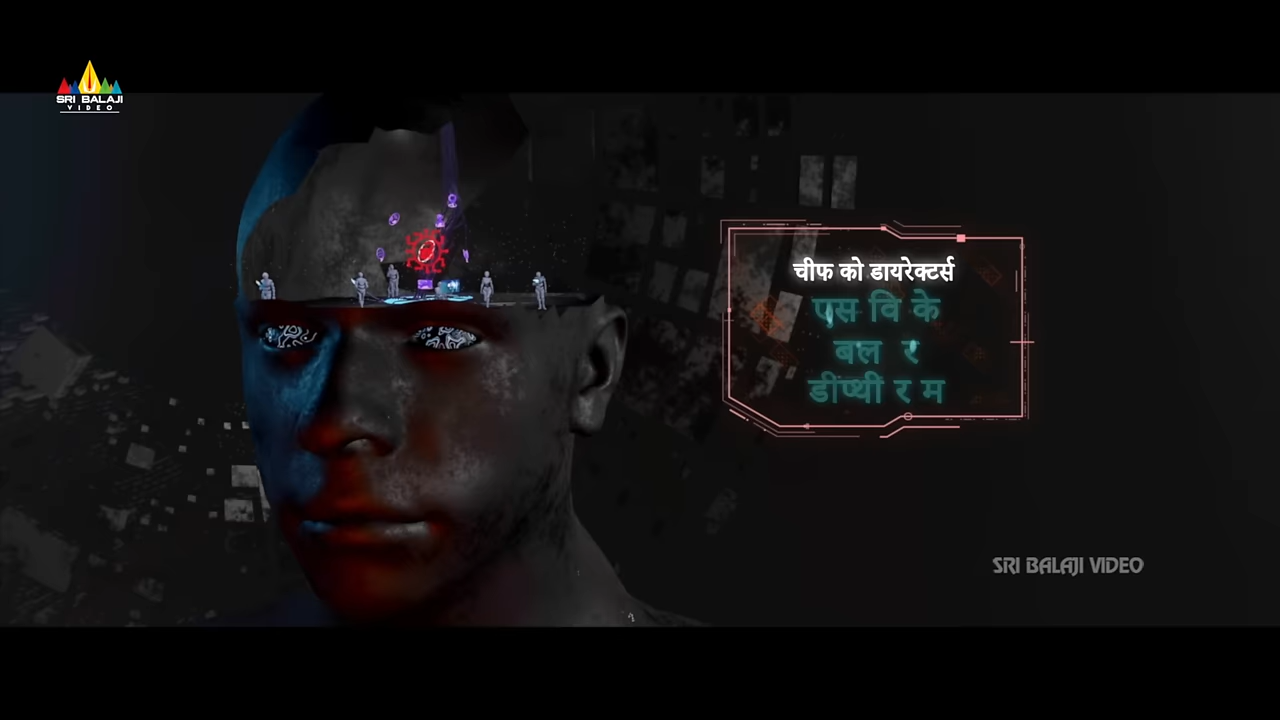 SRI BALAJI
VIDEO
चीफ को डायरेक्टर्स
एस वि के
बल र
डीप्थी र म
SRI BALAJI VIDEO